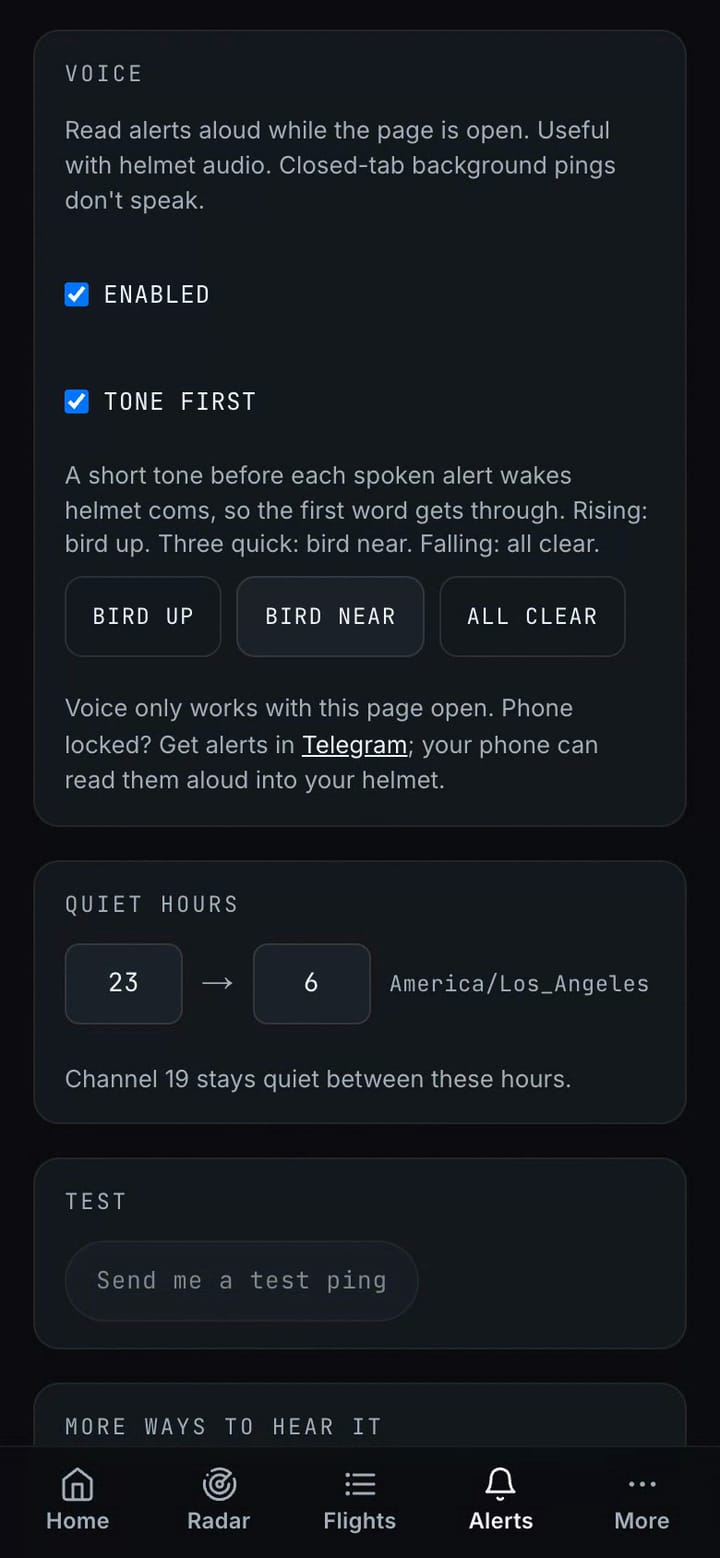 VOICE
Read alerts aloud while the page is open. Useful
with helmet audio. Closed-tab background pings
don't speak.
ENABLED
TONE FIRST
A short tone before each spoken alert wakes
helmet coms, so the first word gets through. Rising:
bird up. Three quick: bird near. Falling: all clear.
BIRD UP BIRD NEAR ALL CLEAR
Voice only works with this page open. Phone
locked? Get alerts in Telegram; your phone can
read them aloud into your helmet.
QUIET HOURS
23 → 6 America/Los_Angeles
Channel 19 stays quiet between these hours.
TEST
Send me a test ping
MORE WAYS TO HEAR IT
Home Radar Flights Alerts More